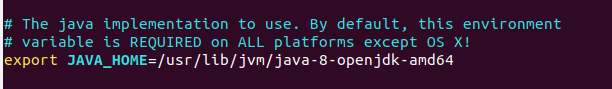 # The java implementation to use. By default, this environment
# variable is REQUIRED on ALL platforms except OS X!
export JAVA_HOME=/usr/lib/jvm/java-8-openjdk-amd64